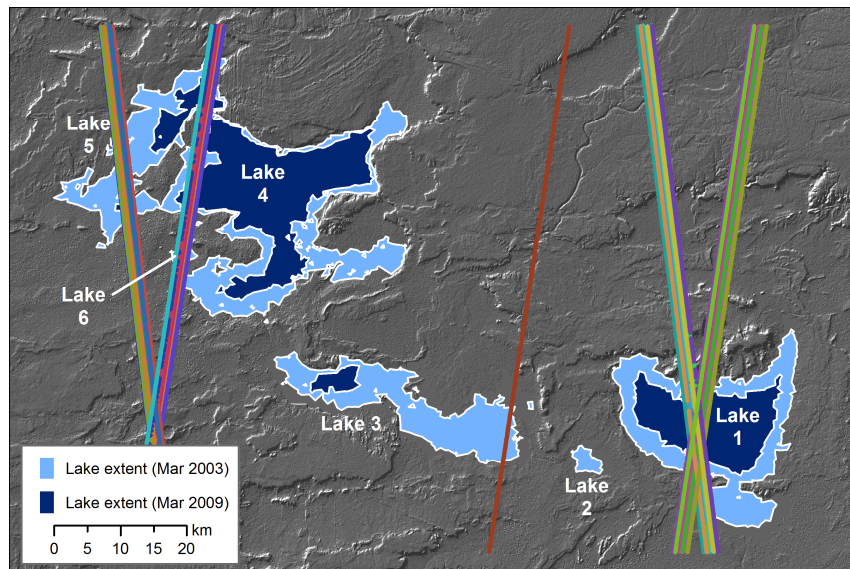 Lake
5
Lake
4
Lake
6
Lake 3
Lake
1
Lake
2
Lake extent (Mar 2003)
Lake extent (Mar 2009)
km
0 5 10 15 20